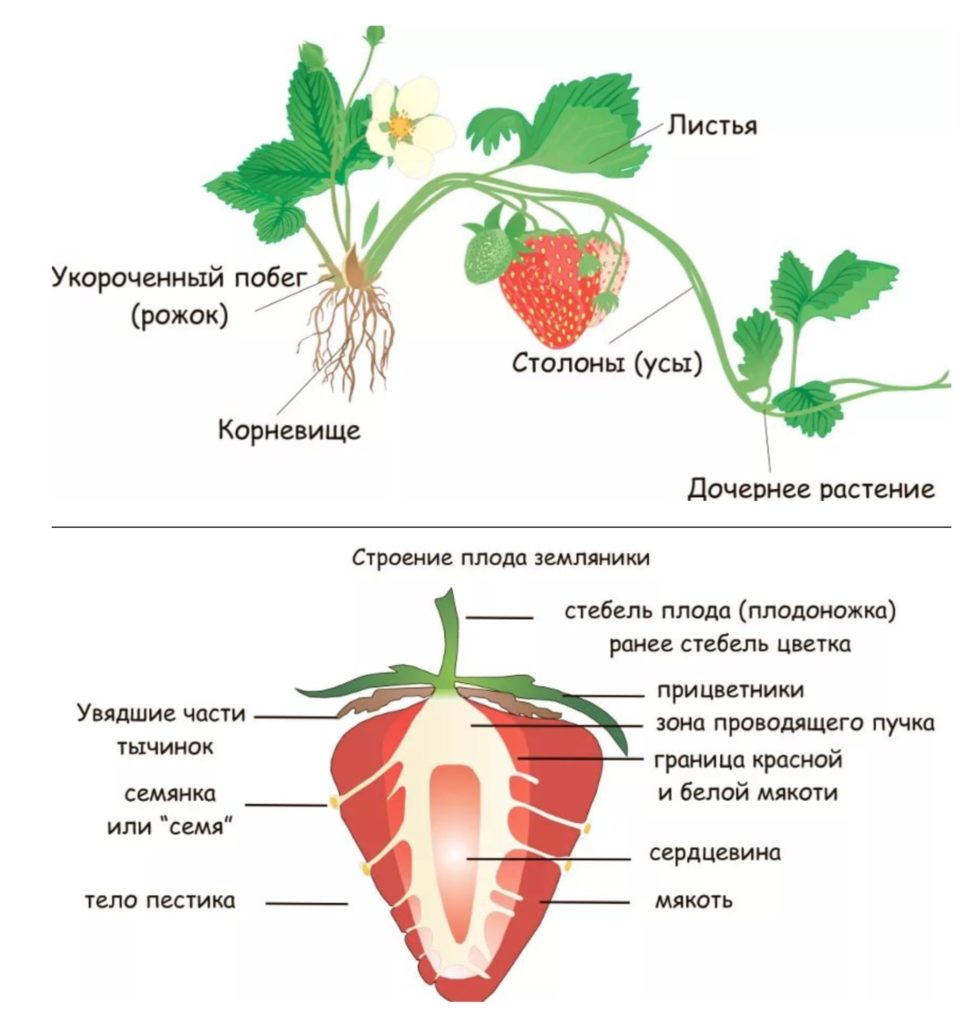 Листья
Укороченный побег
(рожок)
Столоны (усы)
Корневище
Дочернее растение
Строение плода земляники
стебель плода (плодоножка)
ранее стебель цветка
прицветники
Увядшие части
тычинок
зона проводящего пучка
граница красной
и белой мякоти
семянка
или "семя"
сердцевина
тело пестика
мякоть